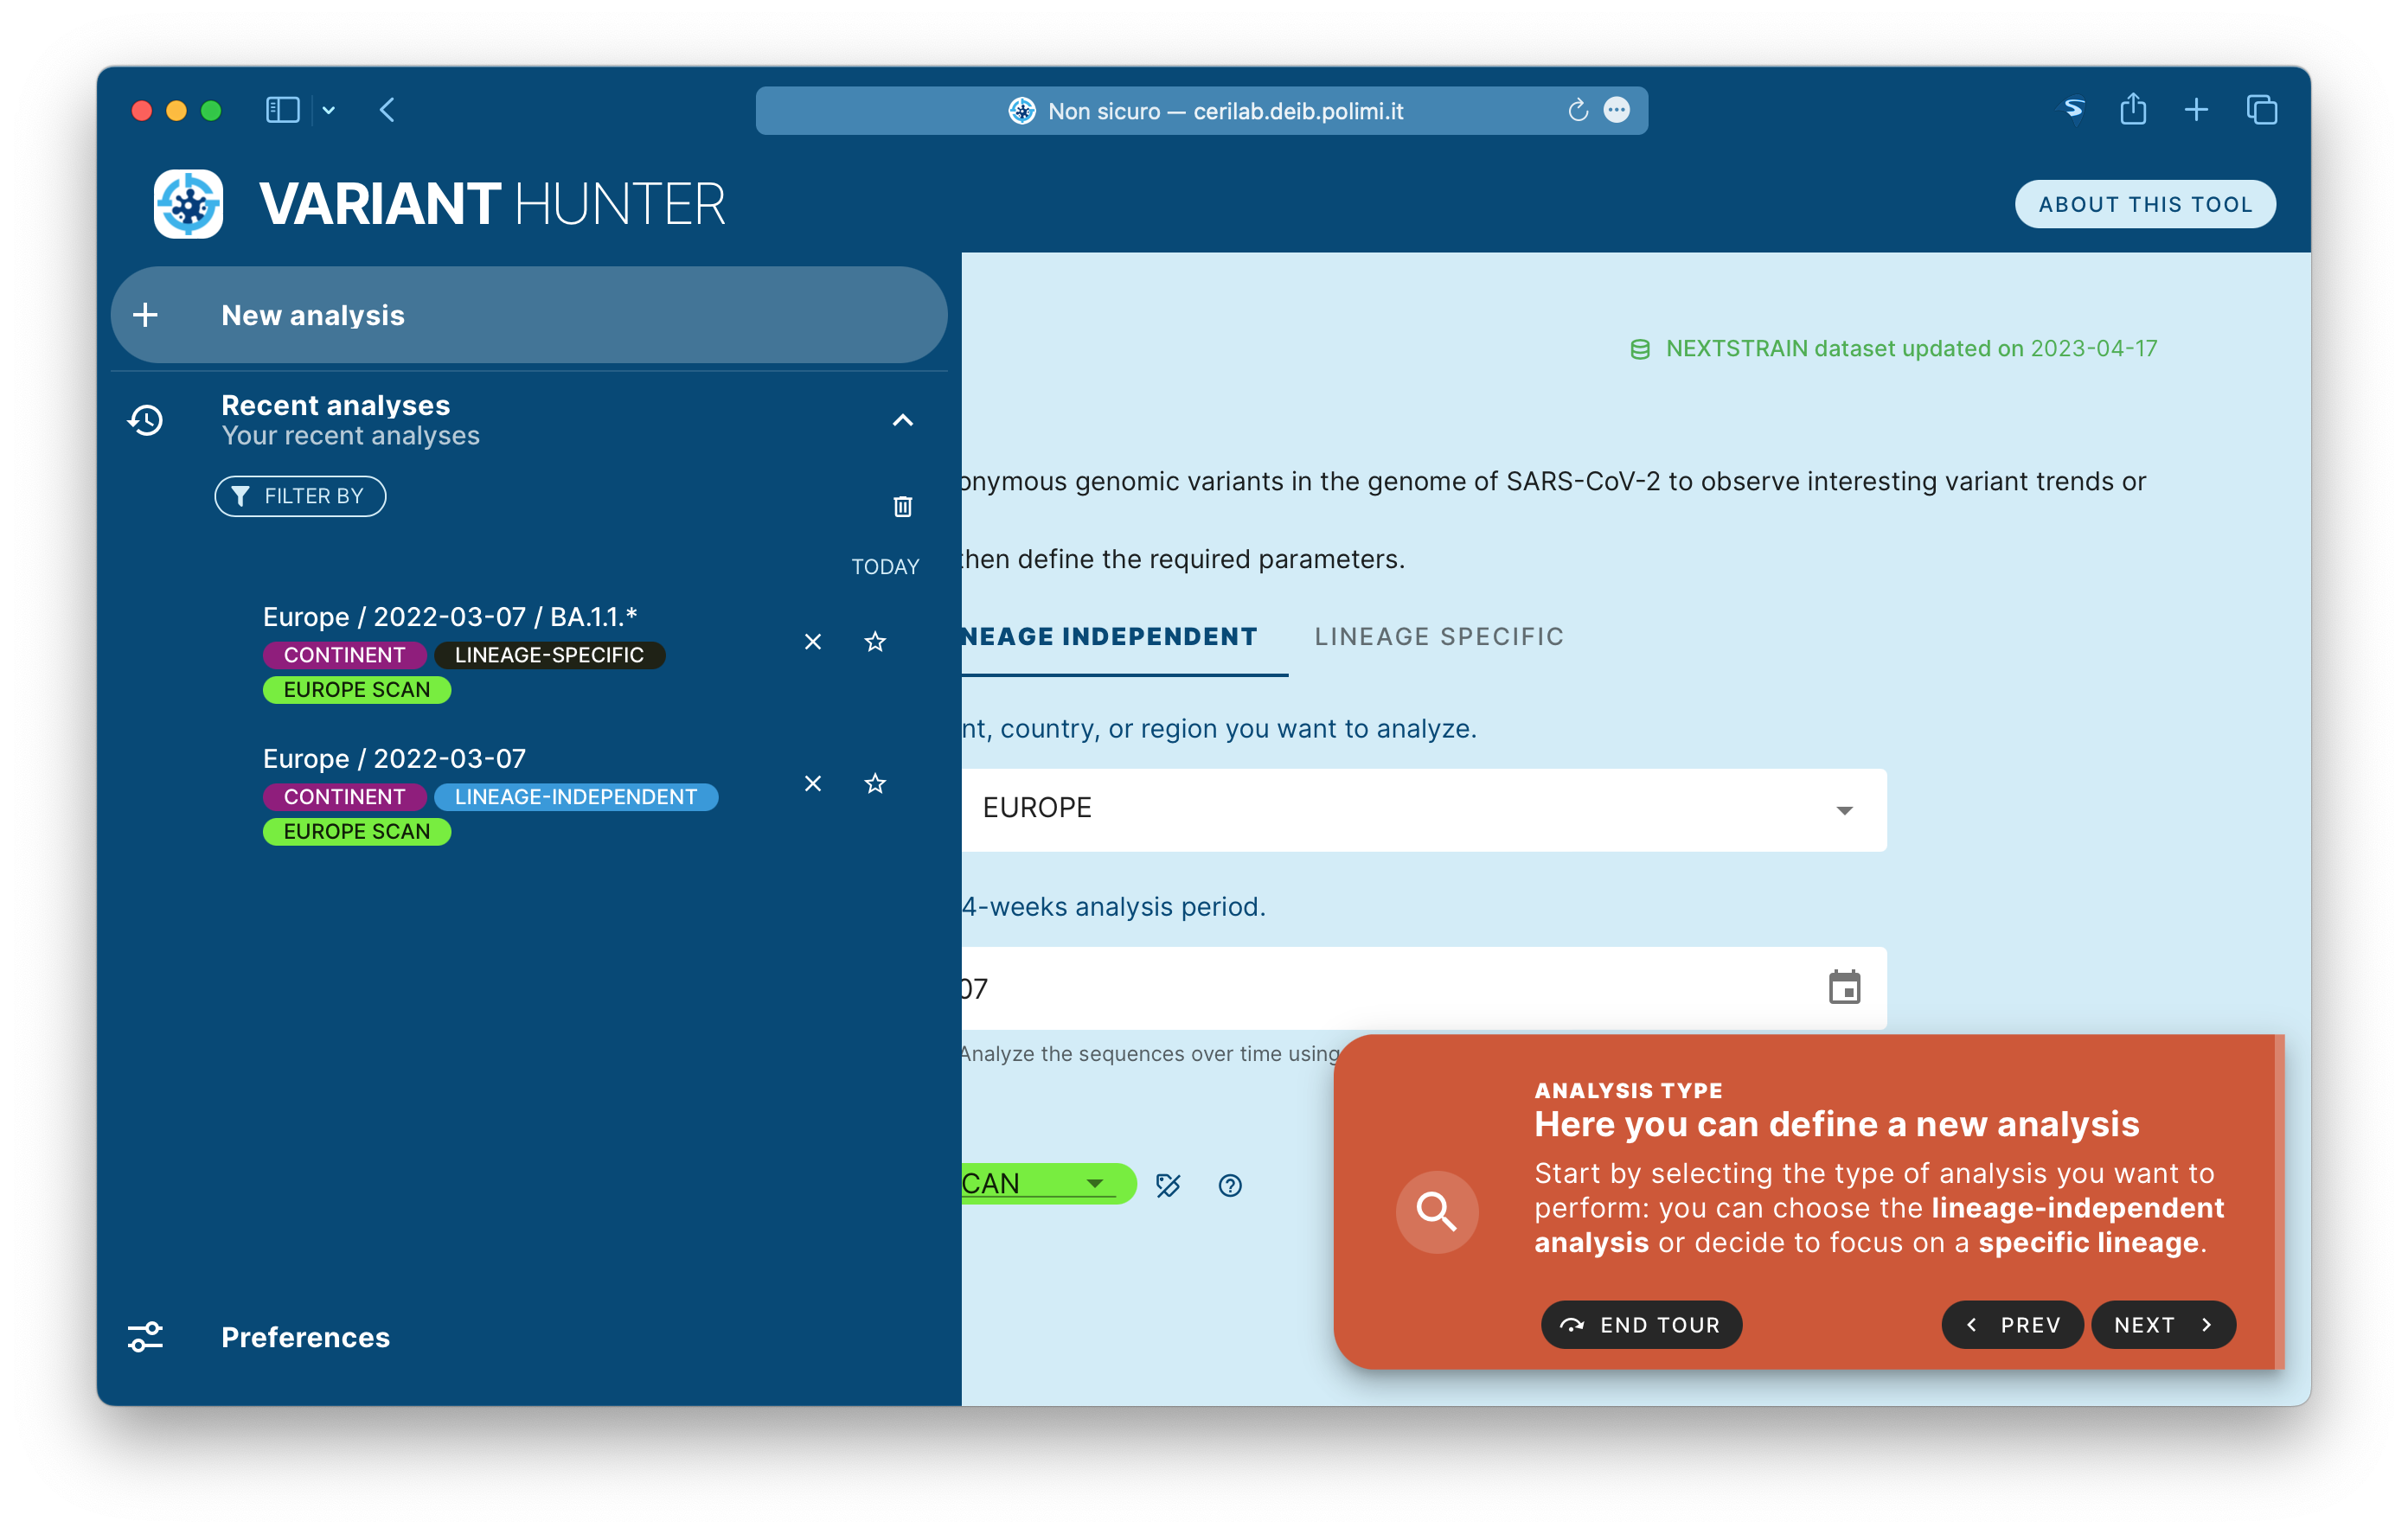 Non sicuro — cerilab.deib.polimi.it
VARIANT HUNTER
ABOUT THIS TOOL
New analysis
Recent analyses
Your recent analyses
FILTER BY
TODAY
Europe / 2022-03-07 / BA.1.1.*
CONTINENT LINEAGE-SPECIFIC
EUROPE SCAN
Europe / 2022-03-07
CONTINENT LINEAGE-INDEPENDENT
EUROPE SCAN
Preferences
NEXTSTRAIN dataset updated on 2023-04-17
onymous genomic variants in the genome of SARS-CoV-2 to observe interesting variant trends or
then define the required parameters.
NEAGE INDEPENDENT LINEAGE SPECIFIC
nt, country, or region you want to analyze.
EUROPE
4-weeks analysis period.
07
Analyze the sequences over time using
CAN
ANALYSIS TYPE
Here you can define a new analysis
Start by selecting the type of analysis you want to
perform: you can choose the lineage-independent
analysis or decide to focus on a specific lineage.
END TOUR PREV NEXT